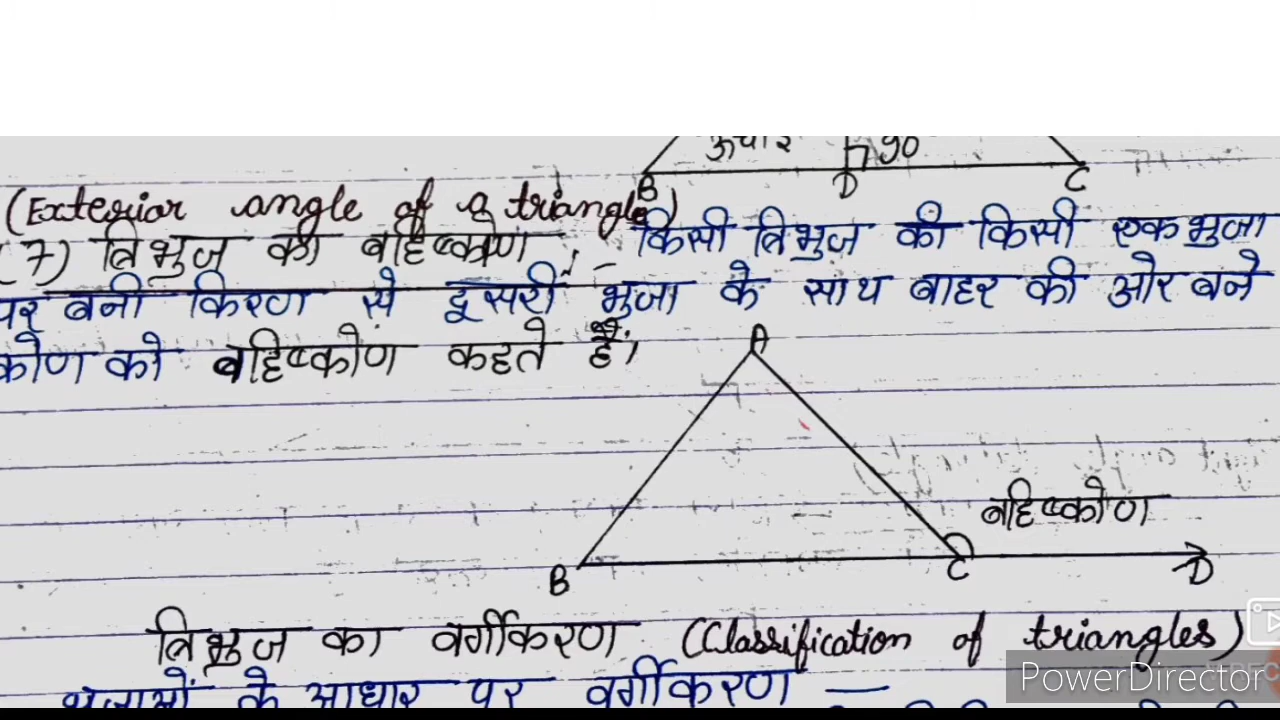 ऊंचाई 90
B D C
(Exterior angle of a triangle)
(7) त्रिभुज का बहिष्कोण :- किसी त्रिभुज की किसी एक भुजा
पर बनी किरण से दूसरी भुजा के साथ बाहर की ओर बने
कोण को बहिष्कोण कहते हैं,
A
बहिष्कोण
B C D
त्रिभुज का वर्गीकरण (Classification of triangles)
भुजाओं के आधार पर वर्गीकरण —
PowerDirector